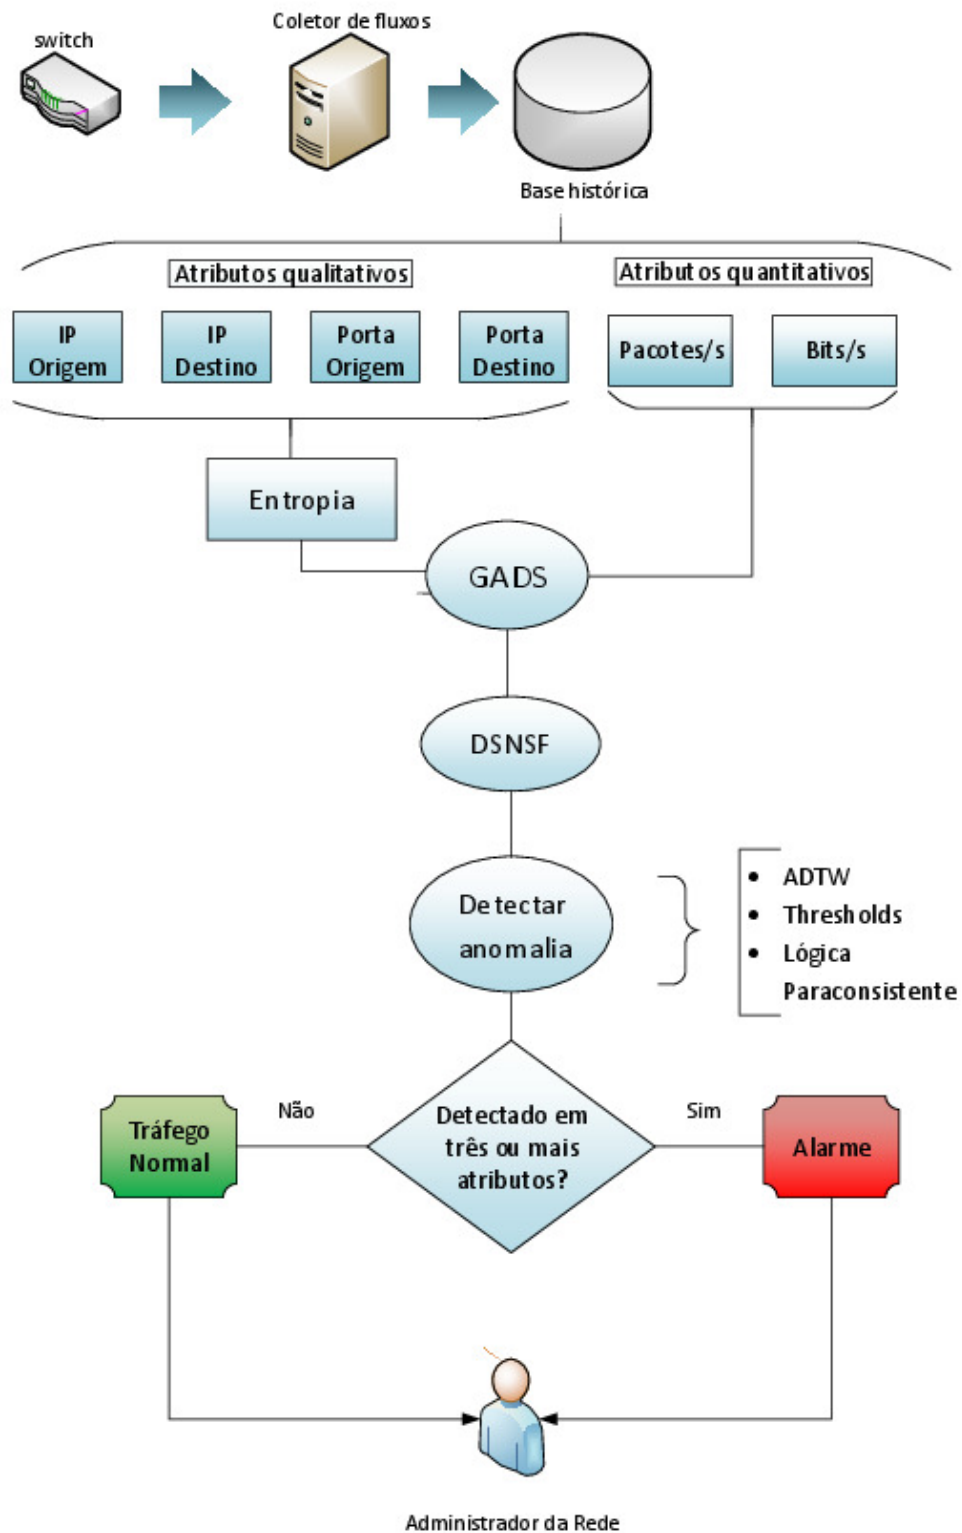 switch
Coletor de fluxos
Base histórica
Atributos qualitativos
Atributos quantitativos
IP
Origem
IP
Destino
Porta
Origem
Porta
Destino
Pacotes/s
Bits/s
Entropia
GADS
DSNSF
Detectar
anomalia
• ADTW
• Thresholds
• Lógica
Paraconsistente
Detectado em
três ou mais
atributos?
Não
Sim
Tráfego
Normal
Alarme
Administrador da Rede